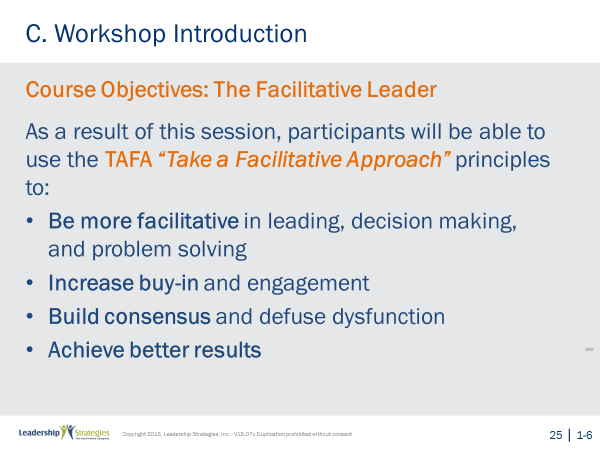 C. Workshop Introduction
Course Objectives: The Facilitative Leader
As a result of this session, participants will be able to
use the TAFA “Take a Facilitative Approach” principles
to:
• Be more facilitative in leading, decision making,
and problem solving
• Increase buy-in and engagement
• Build consensus and defuse dysfunction
• Achieve better results
Leadership Strategies
The Facilitation Company
Copyright 2015, Leadership Strategies, Inc. - V15.07c Duplication prohibited without consent
25 | 1-6